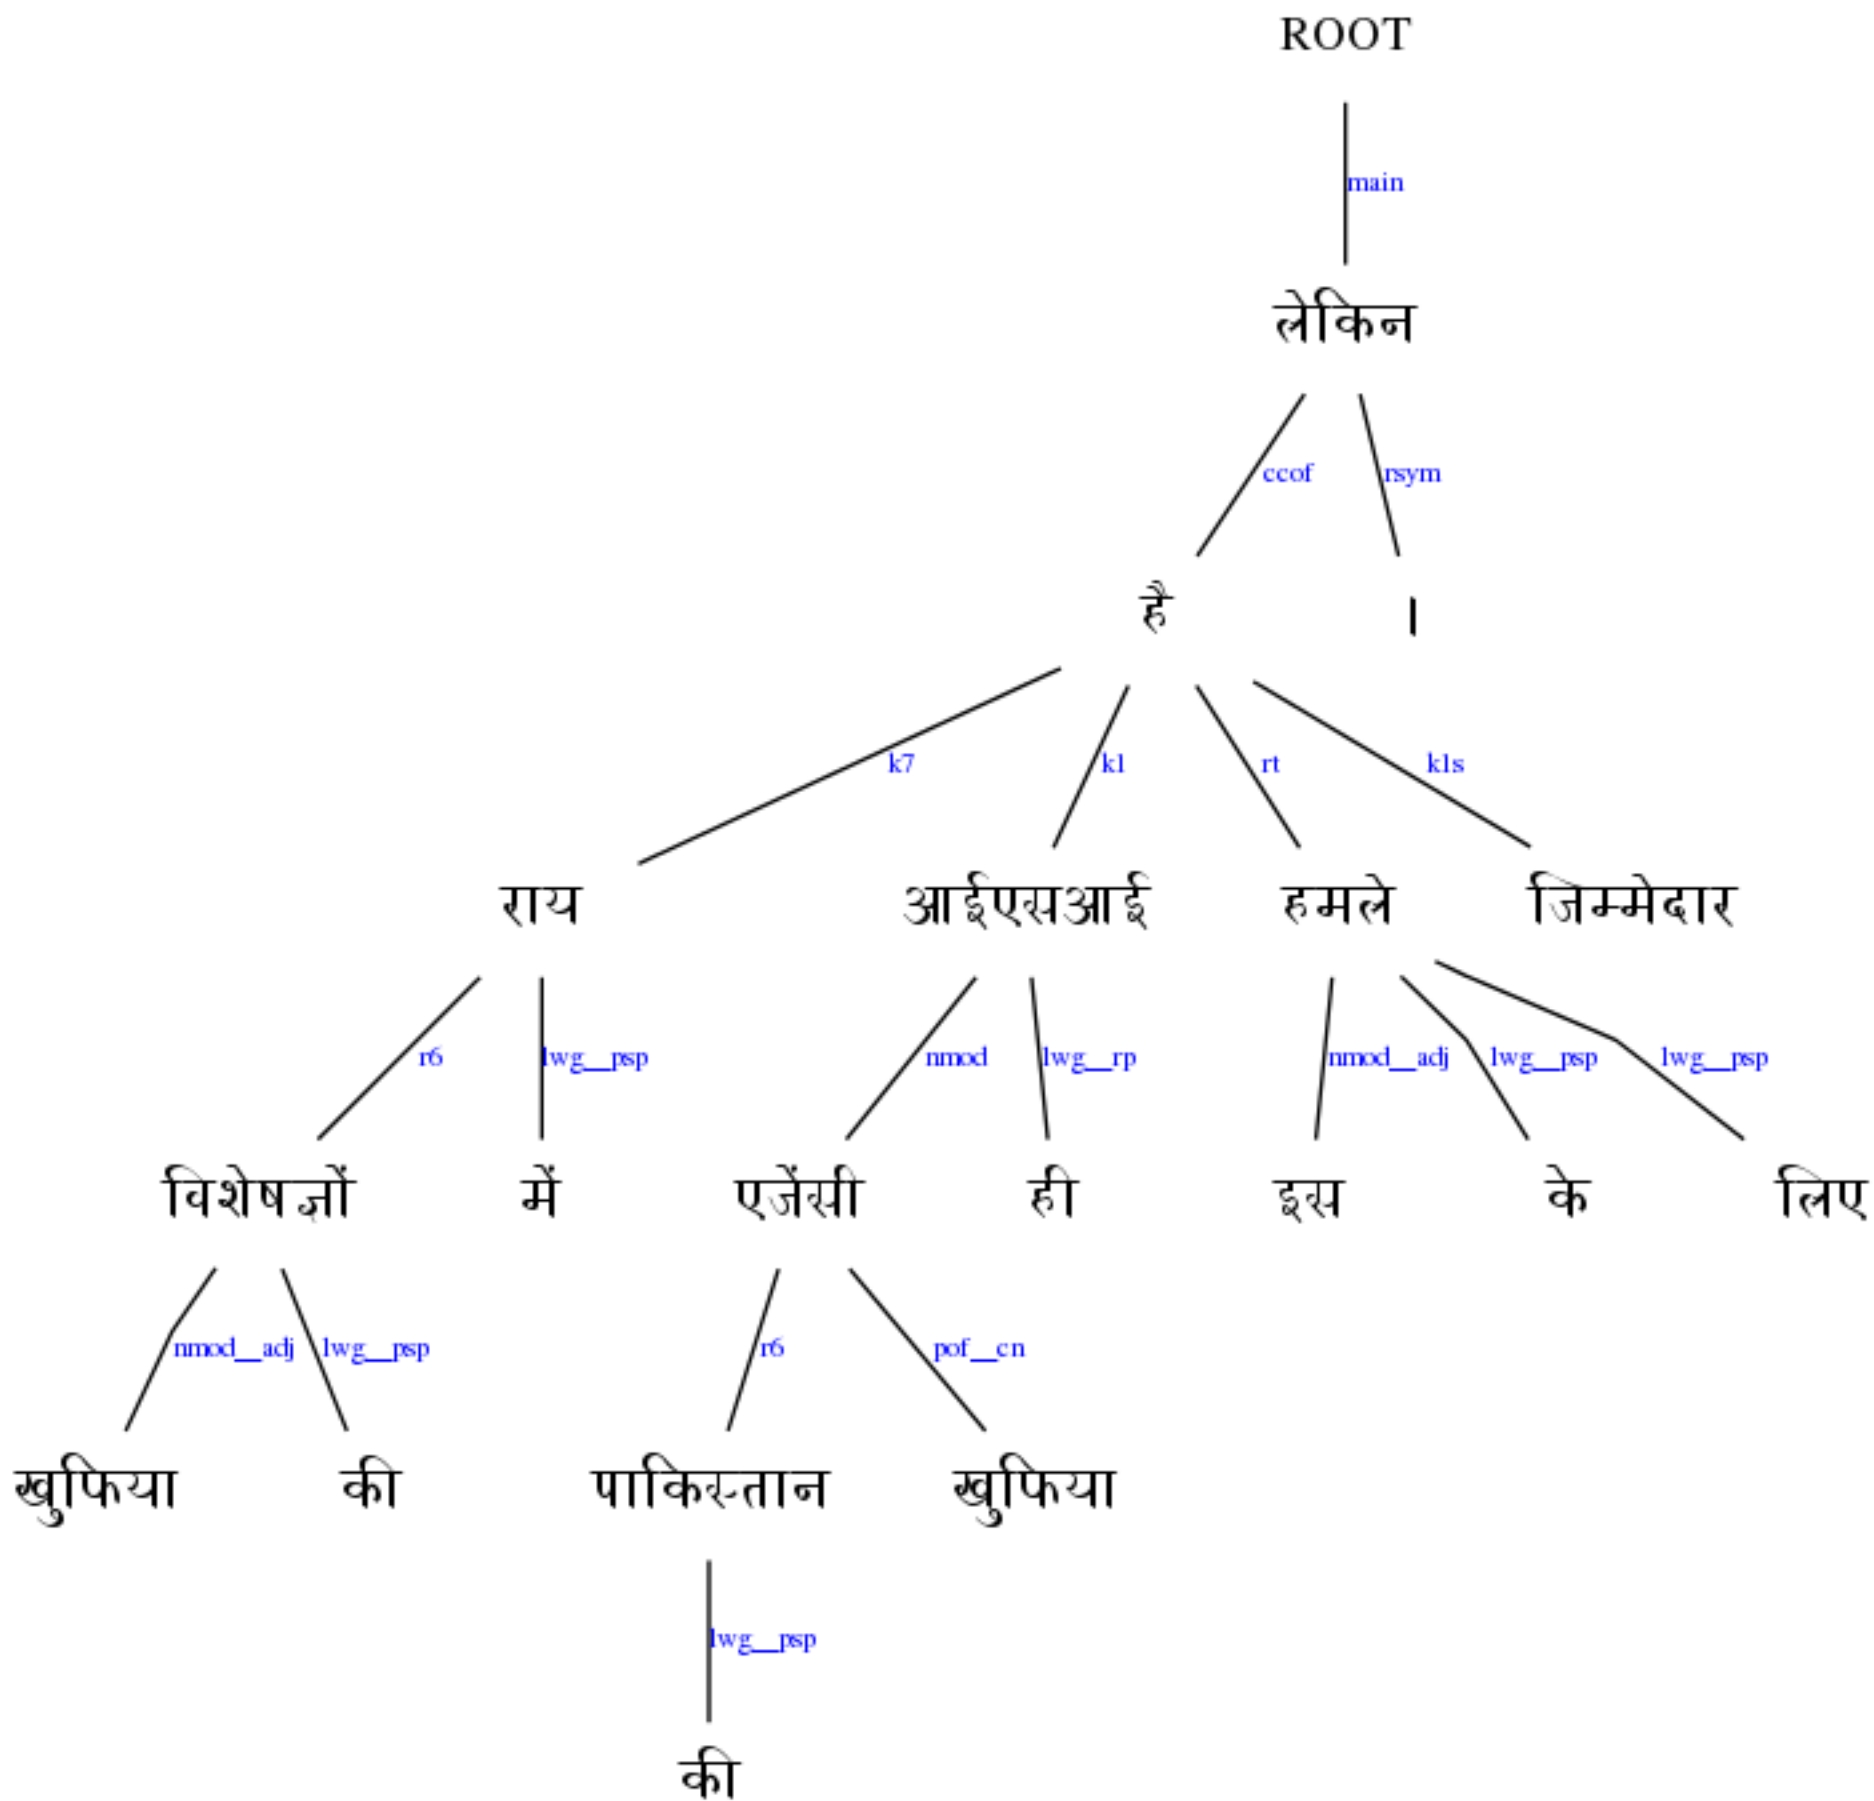 ROOT
main
लेकिन
ccof rsym
है ।
k7 k1 rt k1s
राय आईएसआई हमले जिम्मेदार
r6 lwg__psp nmod lwg__rp nmod__adj lwg__psp lwg__psp
विशेषज्ञों में एजेंसी ही इस के लिए
nmod__adj lwg__psp r6 pof__cn
खुफिया की पाकिस्तान खुफिया
lwg__psp
की